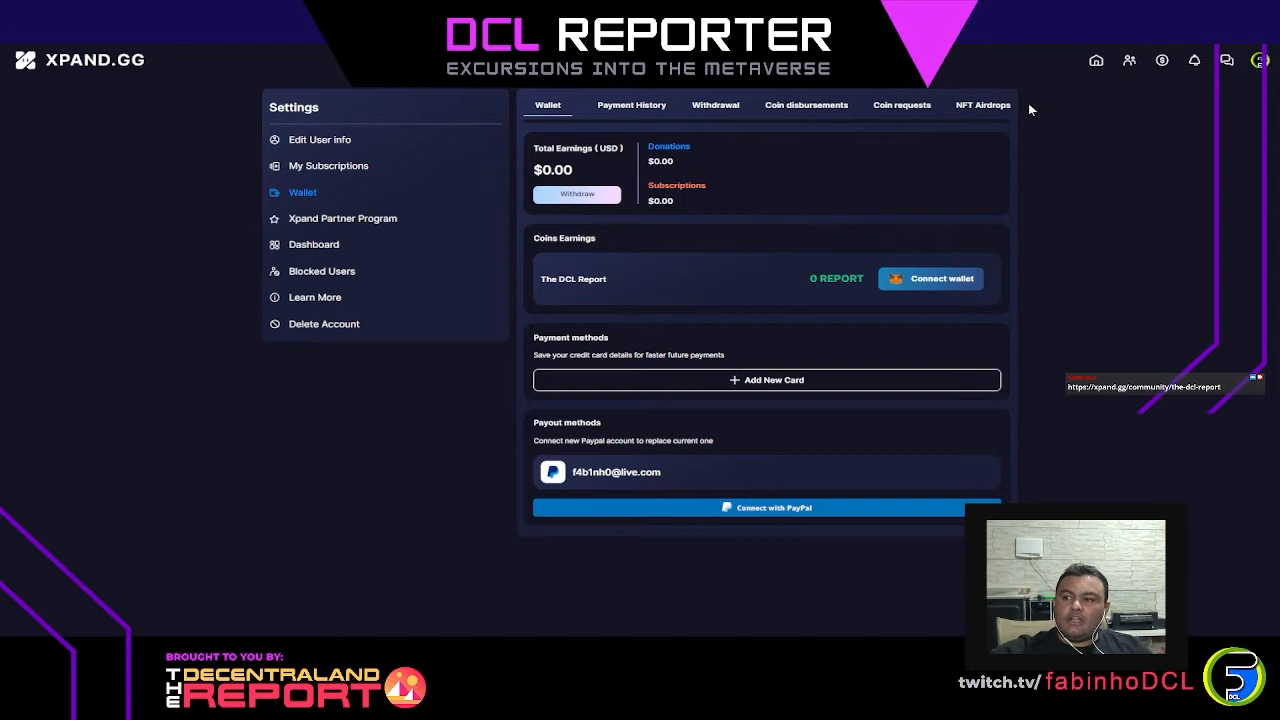 DCL REPORTER
EXCURSIONS INTO THE METAVERSE
XPAND.GG
Settings
Edit User info
My Subscriptions
Wallet
Xpand Partner Program
Dashboard
Blocked Users
Learn More
Delete Account
Wallet Payment History Withdrawal Coin disbursements Coin requests NFT Airdrops
Total Earnings ( USD )
$0.00
Withdraw
Donations
$0.00
Subscriptions
$0.00
Coins Earnings
The DCL Report 0 REPORT Connect wallet
Payment methods
Save your credit card details for faster future payments
+ Add New Card
Payout methods
Connect new Paypal account to replace current one
f4b1nh0@live.com
Connect with PayPal
https://xpand.gg/community/the-dcl-report
BROUGHT TO YOU BY:
THE DECENTRALAND
REPORT
twitch.tv/fabinhoDCL
DCL